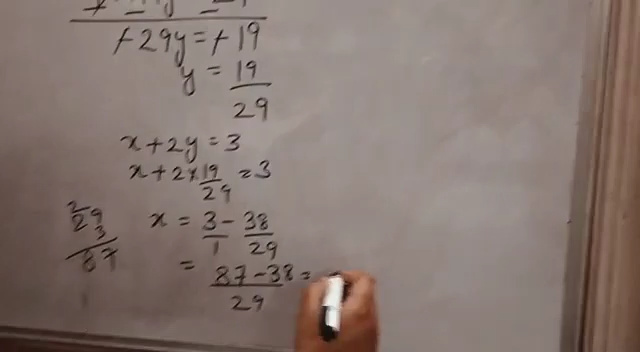 +29y = +19
y = 19/29
x + 2y = 3
x + 2 × 19/29 = 3
29
2
3
87
x = 3/1 - 38/29
= 87 - 38/29 =